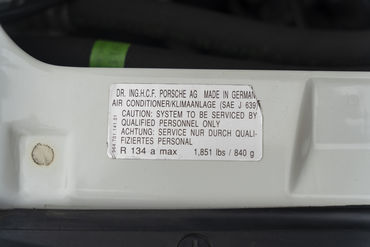 DR. ING.H.C.F. PORSCHE AG MADE IN GERMANY
AIR CONDITIONER/KLIMAANLAGE (SAE J 639)
CAUTION: SYSTEM TO BE SERVICED BY
QUALIFIED PERSONNEL ONLY
ACHTUNG: SERVICE NUR DURCH QUALI-
FIZIERTES PERSONAL
R 134 a max 1,851 lbs / 840 g